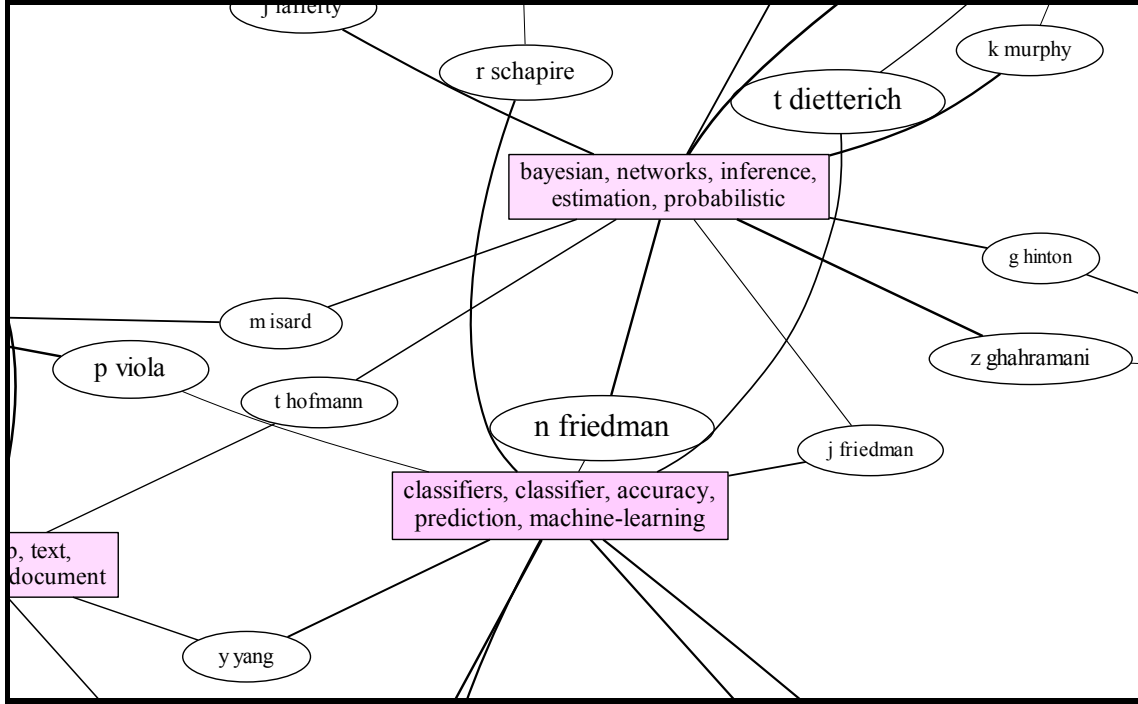 j lafferty
r schapire
k murphy
t dietterich
bayesian, networks, inference,
estimation, probabilistic
g hinton
m isard
z ghahramani
p viola
t hofmann
n friedman
j friedman
classifiers, classifier, accuracy,
prediction, machine-learning
text,
document
y yang